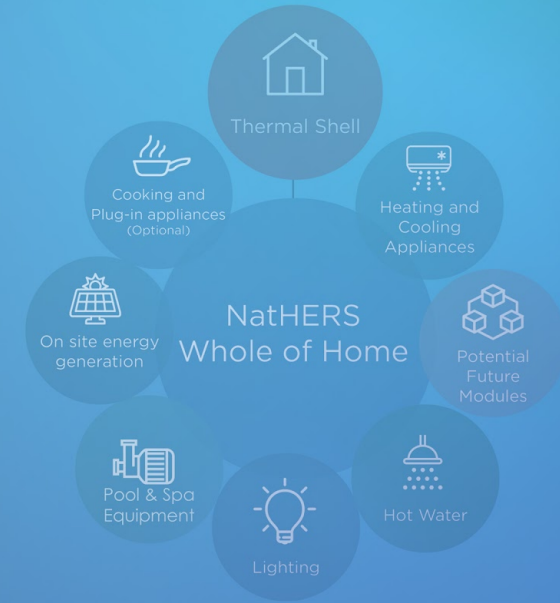 Thermal Shell
Cooking and
Plug-in appliances
(Optional)
Heating and
Cooling
Appliances
NatHERS
Whole of Home
On site energy
generation
Potential
Future
Modules
Pool & Spa
Equipment
Hot Water
Lighting